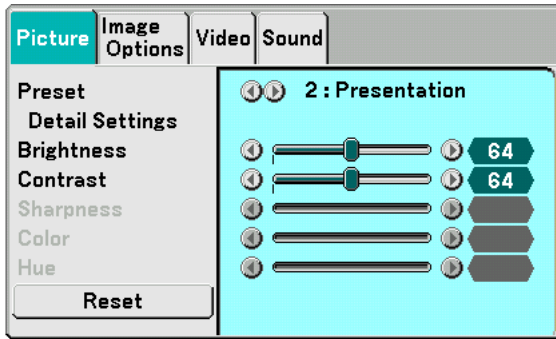 Picture Image Options Video Sound
Preset 2 : Presentation
Detail Settings
Brightness 64
Contrast 64
Sharpness
Color
Hue
Reset